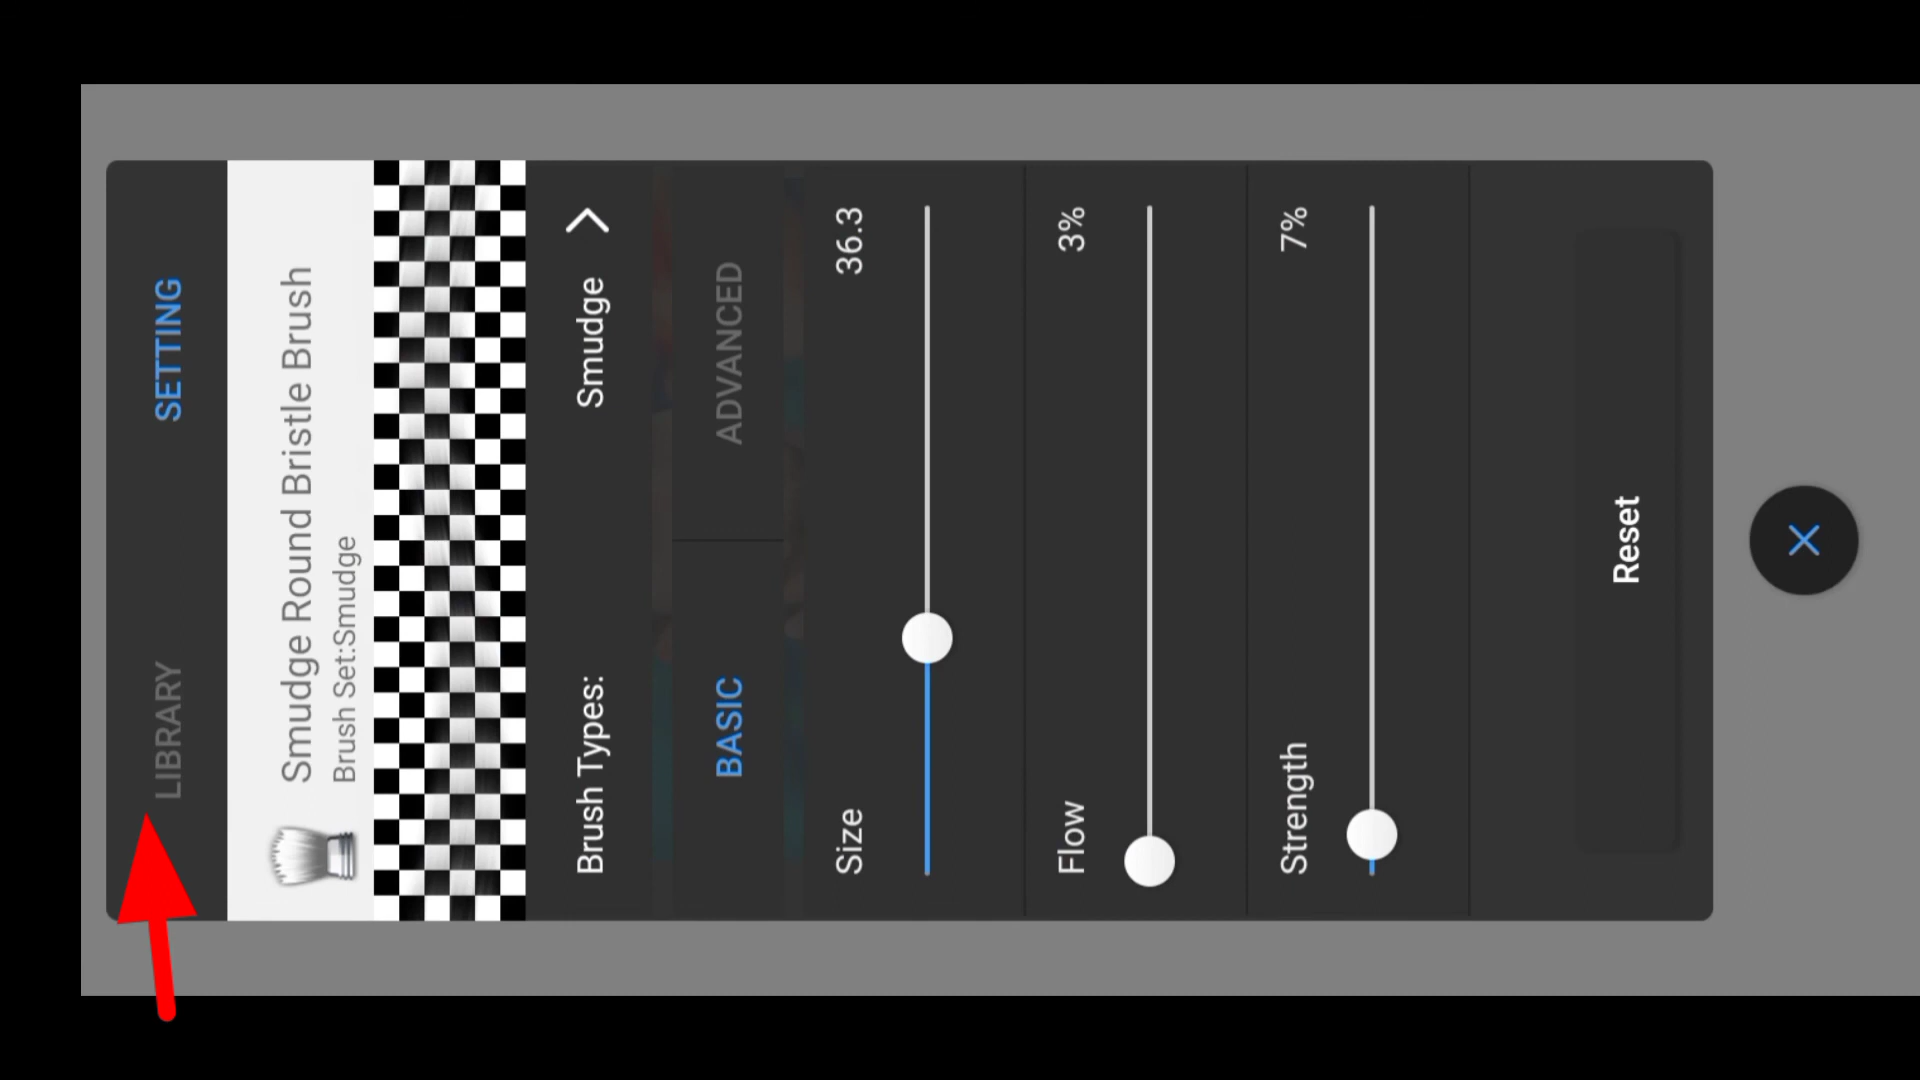 LIBRARY SETTING
Smudge Round Bristle Brush
Brush Set:Smudge
Brush Types: Smudge
BASIC ADVANCED
Size 36.3
Flow 3%
Strength 7%
Reset